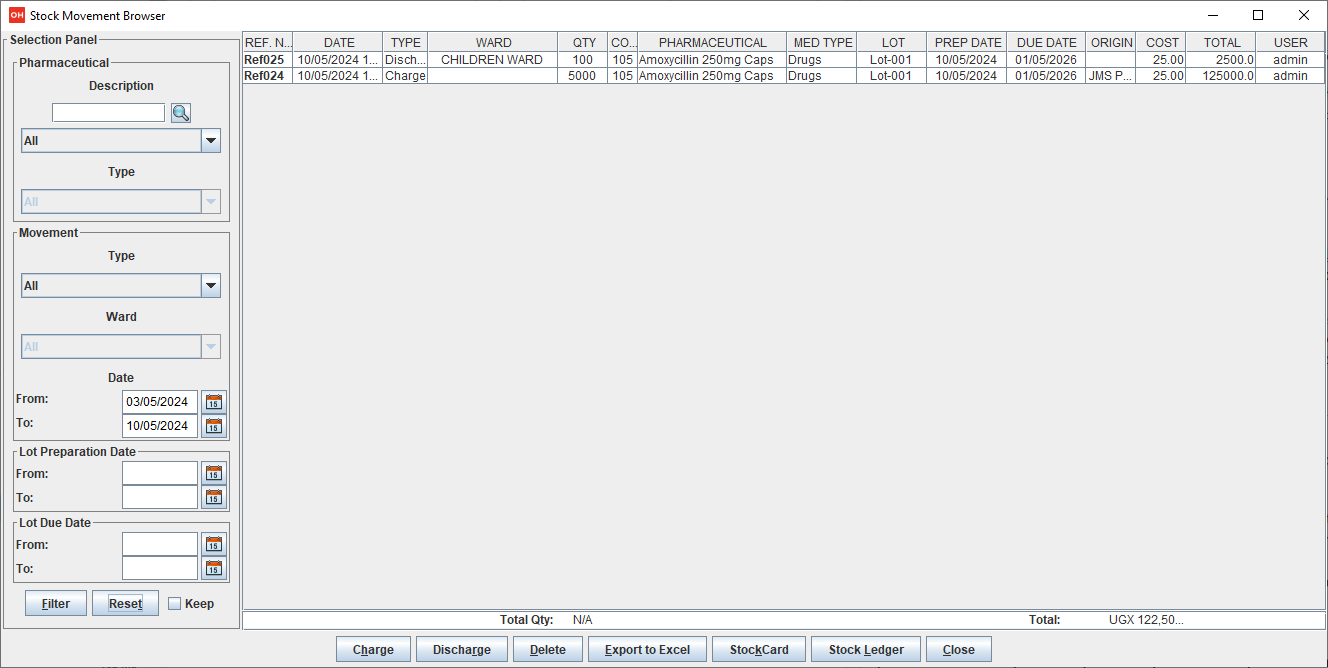 OH Stock Movement Browser
Selection Panel
Pharmaceutical
Description
All
Type
All
Movement
Type
All
Ward
All
Date
From: 03/05/2024 15
To: 10/05/2024 15
Lot Preparation Date
From: 15
To: 15
Lot Due Date
From: 15
To: 15
Filter Reset Keep
REF. N... DATE TYPE WARD QTY CO... PHARMACEUTICAL MED TYPE LOT PREP DATE DUE DATE ORIGIN COST TOTAL USER
Ref025 10/05/2024 1... Disch... CHILDREN WARD 100 105 Amoxycillin 250mg Caps Drugs Lot-001 10/05/2024 01/05/2026 25.00 2500.0 admin
Ref024 10/05/2024 1... Charge 5000 105 Amoxycillin 250mg Caps Drugs Lot-001 10/05/2024 01/05/2026 JMS P... 25.00 125000.0 admin
Total Qty: N/A Total: UGX 122,50...
Charge Discharge Delete Export to Excel StockCard Stock Ledger Close